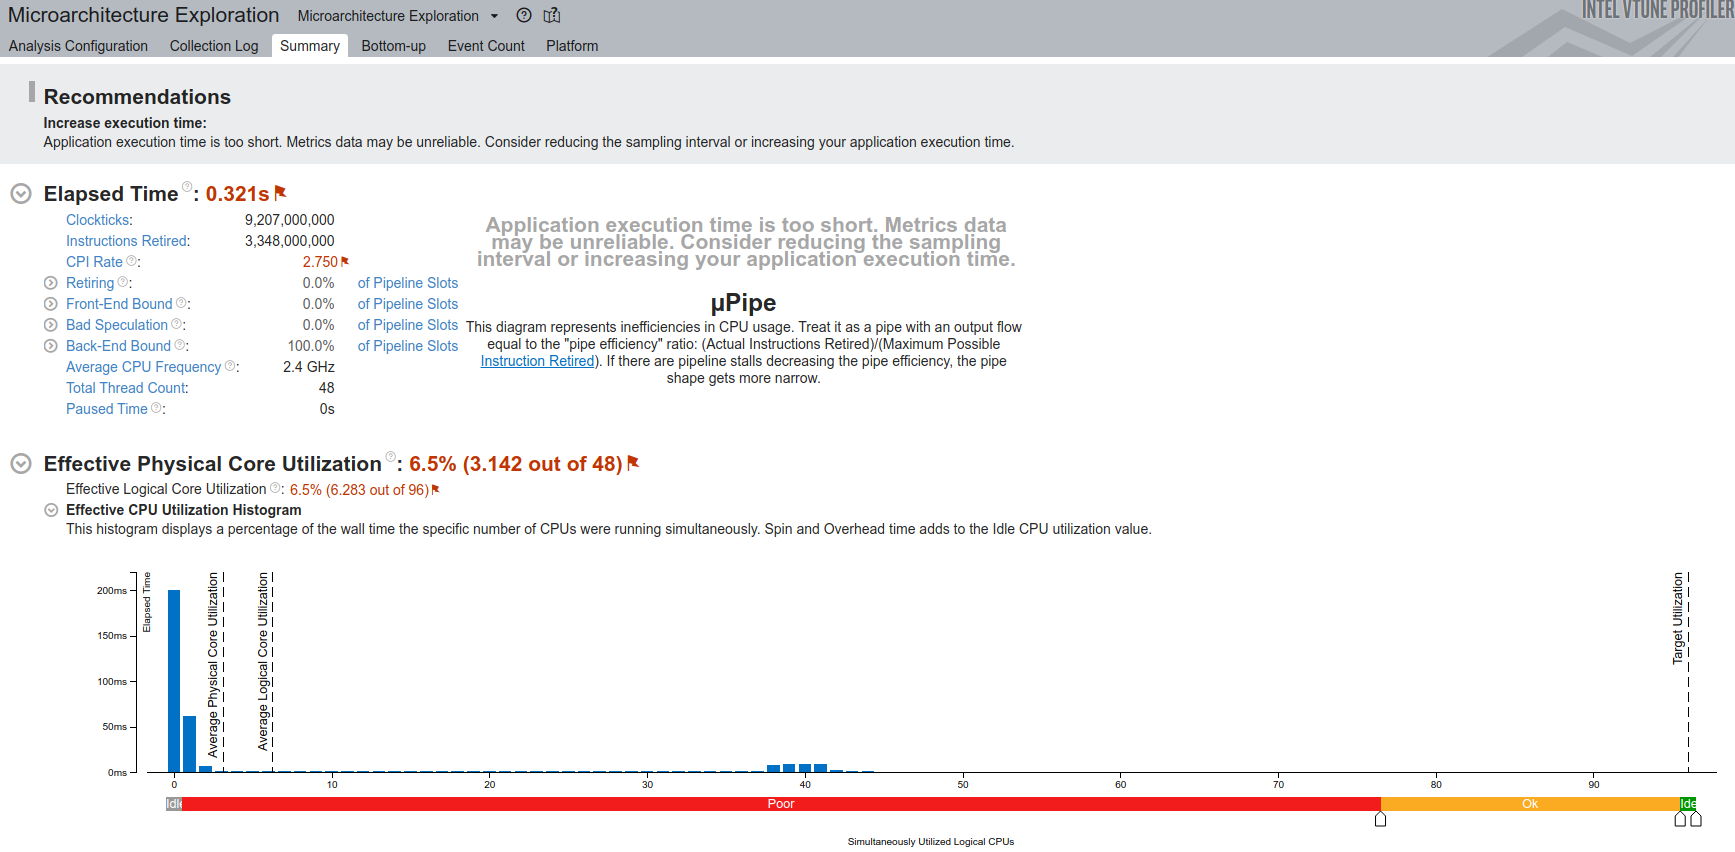 Microarchitecture Exploration Microarchitecture Exploration
INTEL VTUNE PROFILER
Analysis Configuration Collection Log Summary Bottom-up Event Count Platform
Recommendations
Increase execution time:
Application execution time is too short. Metrics data may be unreliable. Consider reducing the sampling interval or increasing your application execution time.
Elapsed Time ? : 0.321s
Clockticks: 9,207,000,000
Instructions Retired: 3,348,000,000
CPI Rate ? : 2.750
Retiring ? : 0.0% of Pipeline Slots
Front-End Bound ? : 0.0% of Pipeline Slots
Bad Speculation ? : 0.0% of Pipeline Slots
Back-End Bound ? : 100.0% of Pipeline Slots
Average CPU Frequency ? : 2.4 GHz
Total Thread Count: 48
Paused Time ? : 0s
Application execution time is too short. Metrics data
may be unreliable. Consider reducing the sampling
interval or increasing your application execution time.
µPipe
This diagram represents inefficiencies in CPU usage. Treat it as a pipe with an output flow
equal to the "pipe efficiency" ratio: (Actual Instructions Retired)/(Maximum Possible
Instruction Retired). If there are pipeline stalls decreasing the pipe efficiency, the pipe
shape gets more narrow.
Effective Physical Core Utilization ? : 6.5% (3.142 out of 48)
Effective Logical Core Utilization ? : 6.5% (6.283 out of 96)
Effective CPU Utilization Histogram
This histogram displays a percentage of the wall time the specific number of CPUs were running simultaneously. Spin and Overhead time adds to the Idle CPU utilization value.
Elapsed Time
200ms
150ms
100ms
50ms
0ms
Average Physical Core Utilization
Average Logical Core Utilization
Target Utilization
0 10 20 30 40 50 60 70 80 90
Idle Poor Ok Ide
Simultaneously Utilized Logical CPUs